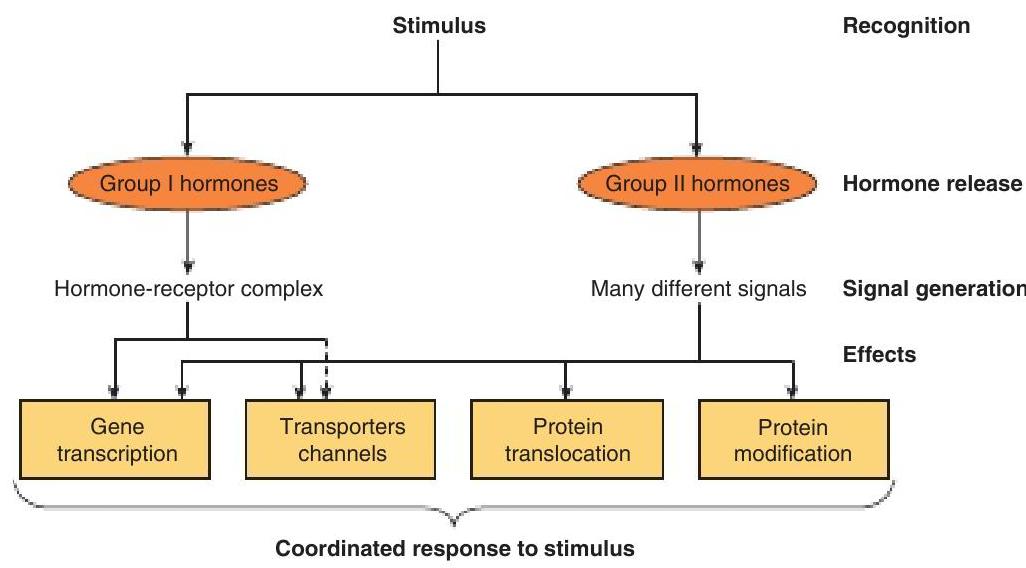 Stimulus
Recognition
Group I hormones
Group II hormones
Hormone release
Hormone-receptor complex
Many different signals
Signal generation
Effects
Gene
transcription
Transporters
channels
Protein
translocation
Protein
modification
Coordinated response to stimulus